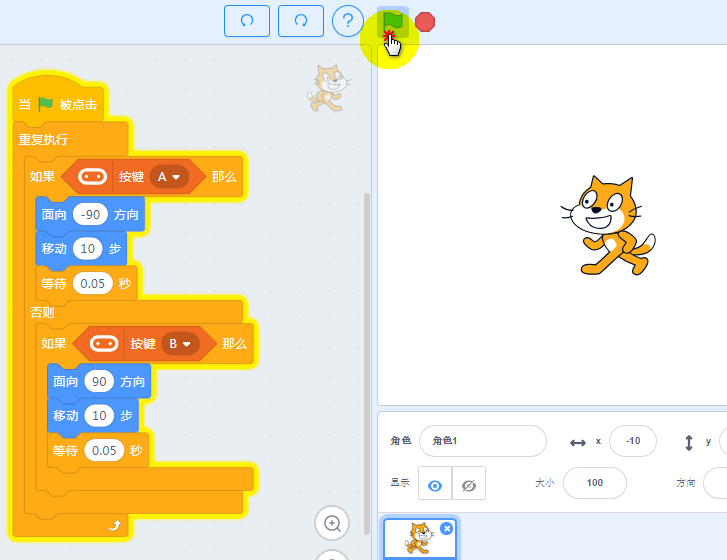 ?
当 被点击
重复执行
如果 按键 A 那么
面向 -90 方向
移动 10 步
等待 0.05 秒
否则
如果 按键 B 那么
面向 90 方向
移动 10 步
等待 0.05 秒
角色 角色1 x -10 y
显示 大小 100 方向